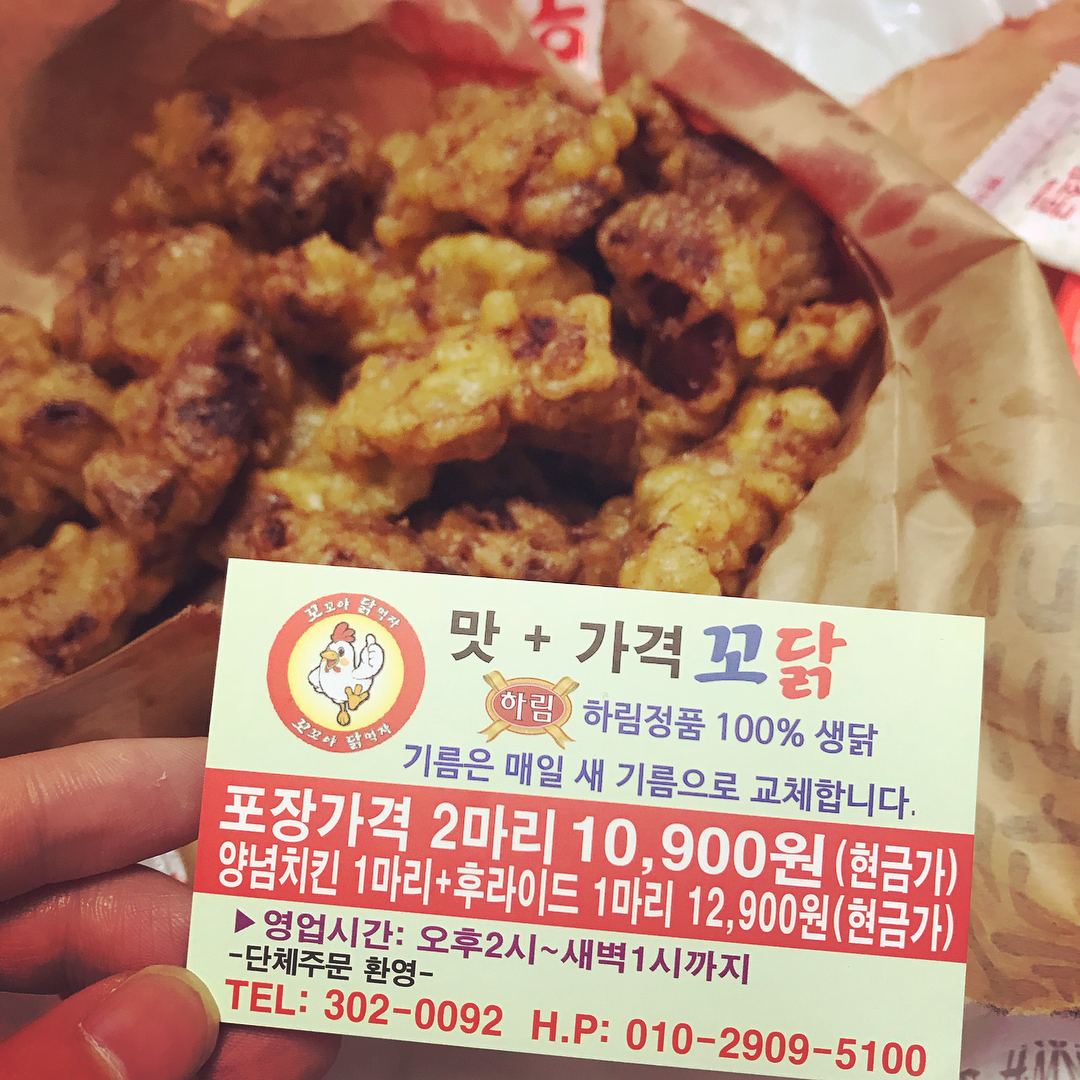 꼬꼬아 닭먹자
꼬꼬아 닭먹자
맛 + 가격 꼬닭
하림
하림정품 100% 생닭
기름은 매일 새 기름으로 교체합니다.
포장가격 2마리 10,900원(현금가)
양념치킨 1마리+후라이드 1마리 12,900원(현금가)
▶영업시간: 오후2시~새벽1시까지
-단체주문 환영-
TEL: 302-0092 H.P: 010-2909-5100